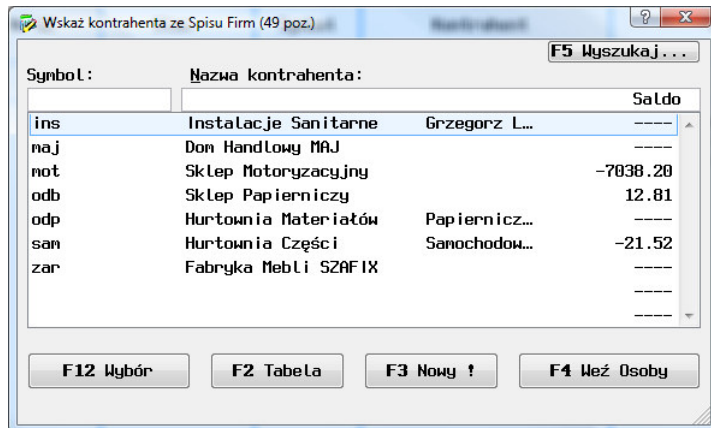 Wskaż kontrahenta ze Spisu Firm (49 poz.)
F5 Wyszukaj...
Symbol: Nazwa kontrahenta:
Saldo
ins Instalacje Sanitarne Grzegorz L... ----
maj Dom Handlowy MAJ ----
mot Sklep Motoryzacyjny -7038.20
odb Sklep Papierniczy 12.81
odp Hurtownia Materiałów Papiernicz... ----
sam Hurtownia Części Samochodow... -21.52
zar Fabryka Mebli SZAFIX ----
----
----
F12 Wybór F2 Tabela F3 Nowy ! F4 Weź Osoby